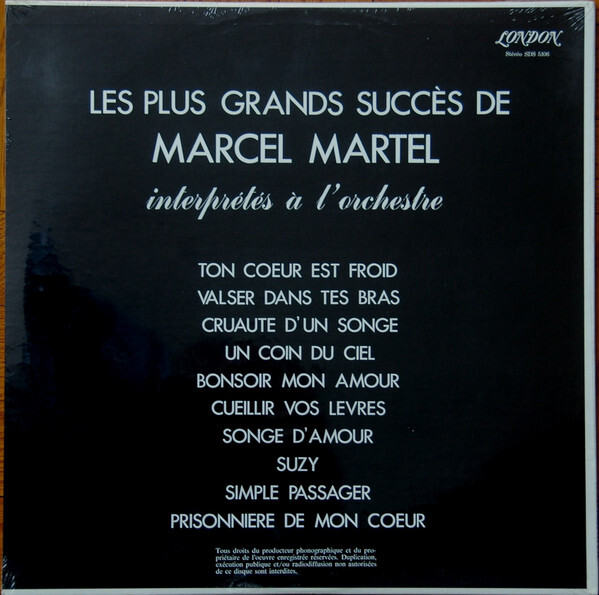 LONDON
Stéréo SDS 5106
LES PLUS GRANDS SUCCÈS DE
MARCEL MARTEL
interprétés à l'orchestre
TON COEUR EST FROID
VALSER DANS TES BRAS
CRUAUTE D'UN SONGE
UN COIN DU CIEL
BONSOIR MON AMOUR
CUEILLIR VOS LEVRES
SONGE D'AMOUR
SUZY
SIMPLE PASSAGER
PRISONNIERE DE MON COEUR
Tous droits du producteur phonographique et du pro-
priétaire de l'oeuvre enregistrée réservées. Duplication,
exécution publique et/ou radiodiffusion non autorisées
de ce disque sont interdites.